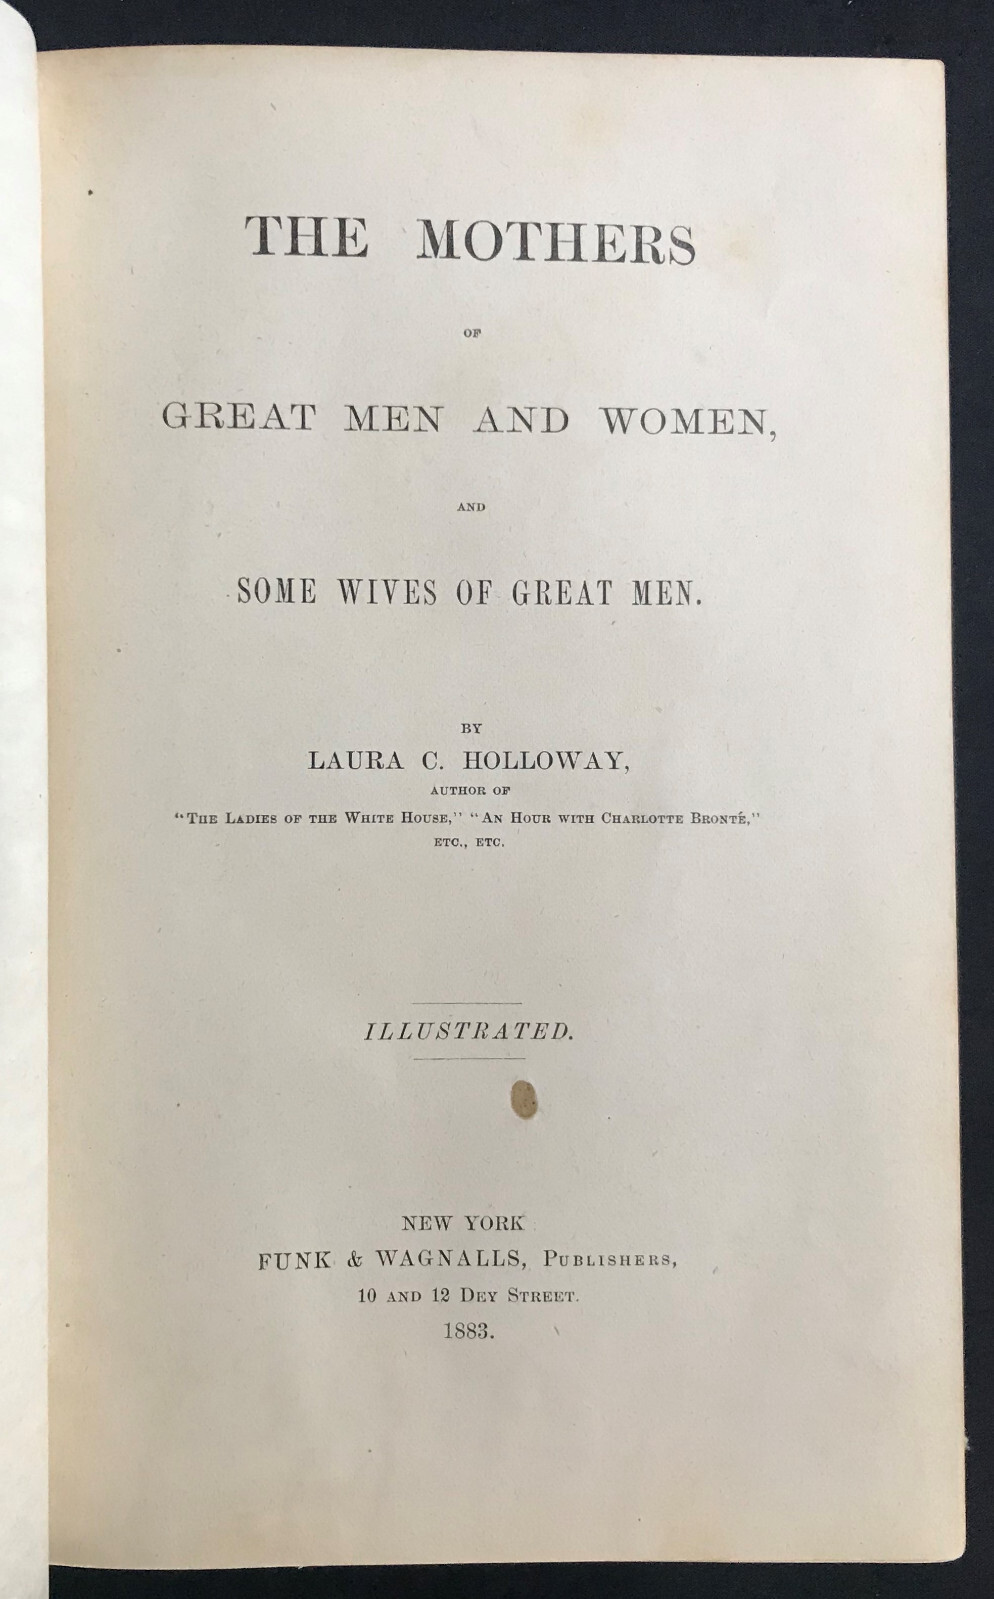 THE MOTHERS
OF
GREAT MEN AND WOMEN,
AND
SOME WIVES OF GREAT MEN.
BY
LAURA C. HOLLOWAY,
AUTHOR OF
“THE LADIES OF THE WHITE HOUSE,” “AN HOUR WITH CHARLOTTE BRONTÉ,”
ETC., ETC.
ILLUSTRATED.
NEW YORK
FUNK & WAGNALLS, PUBLISHERS,
10 AND 12 DEY STREET.
1883.